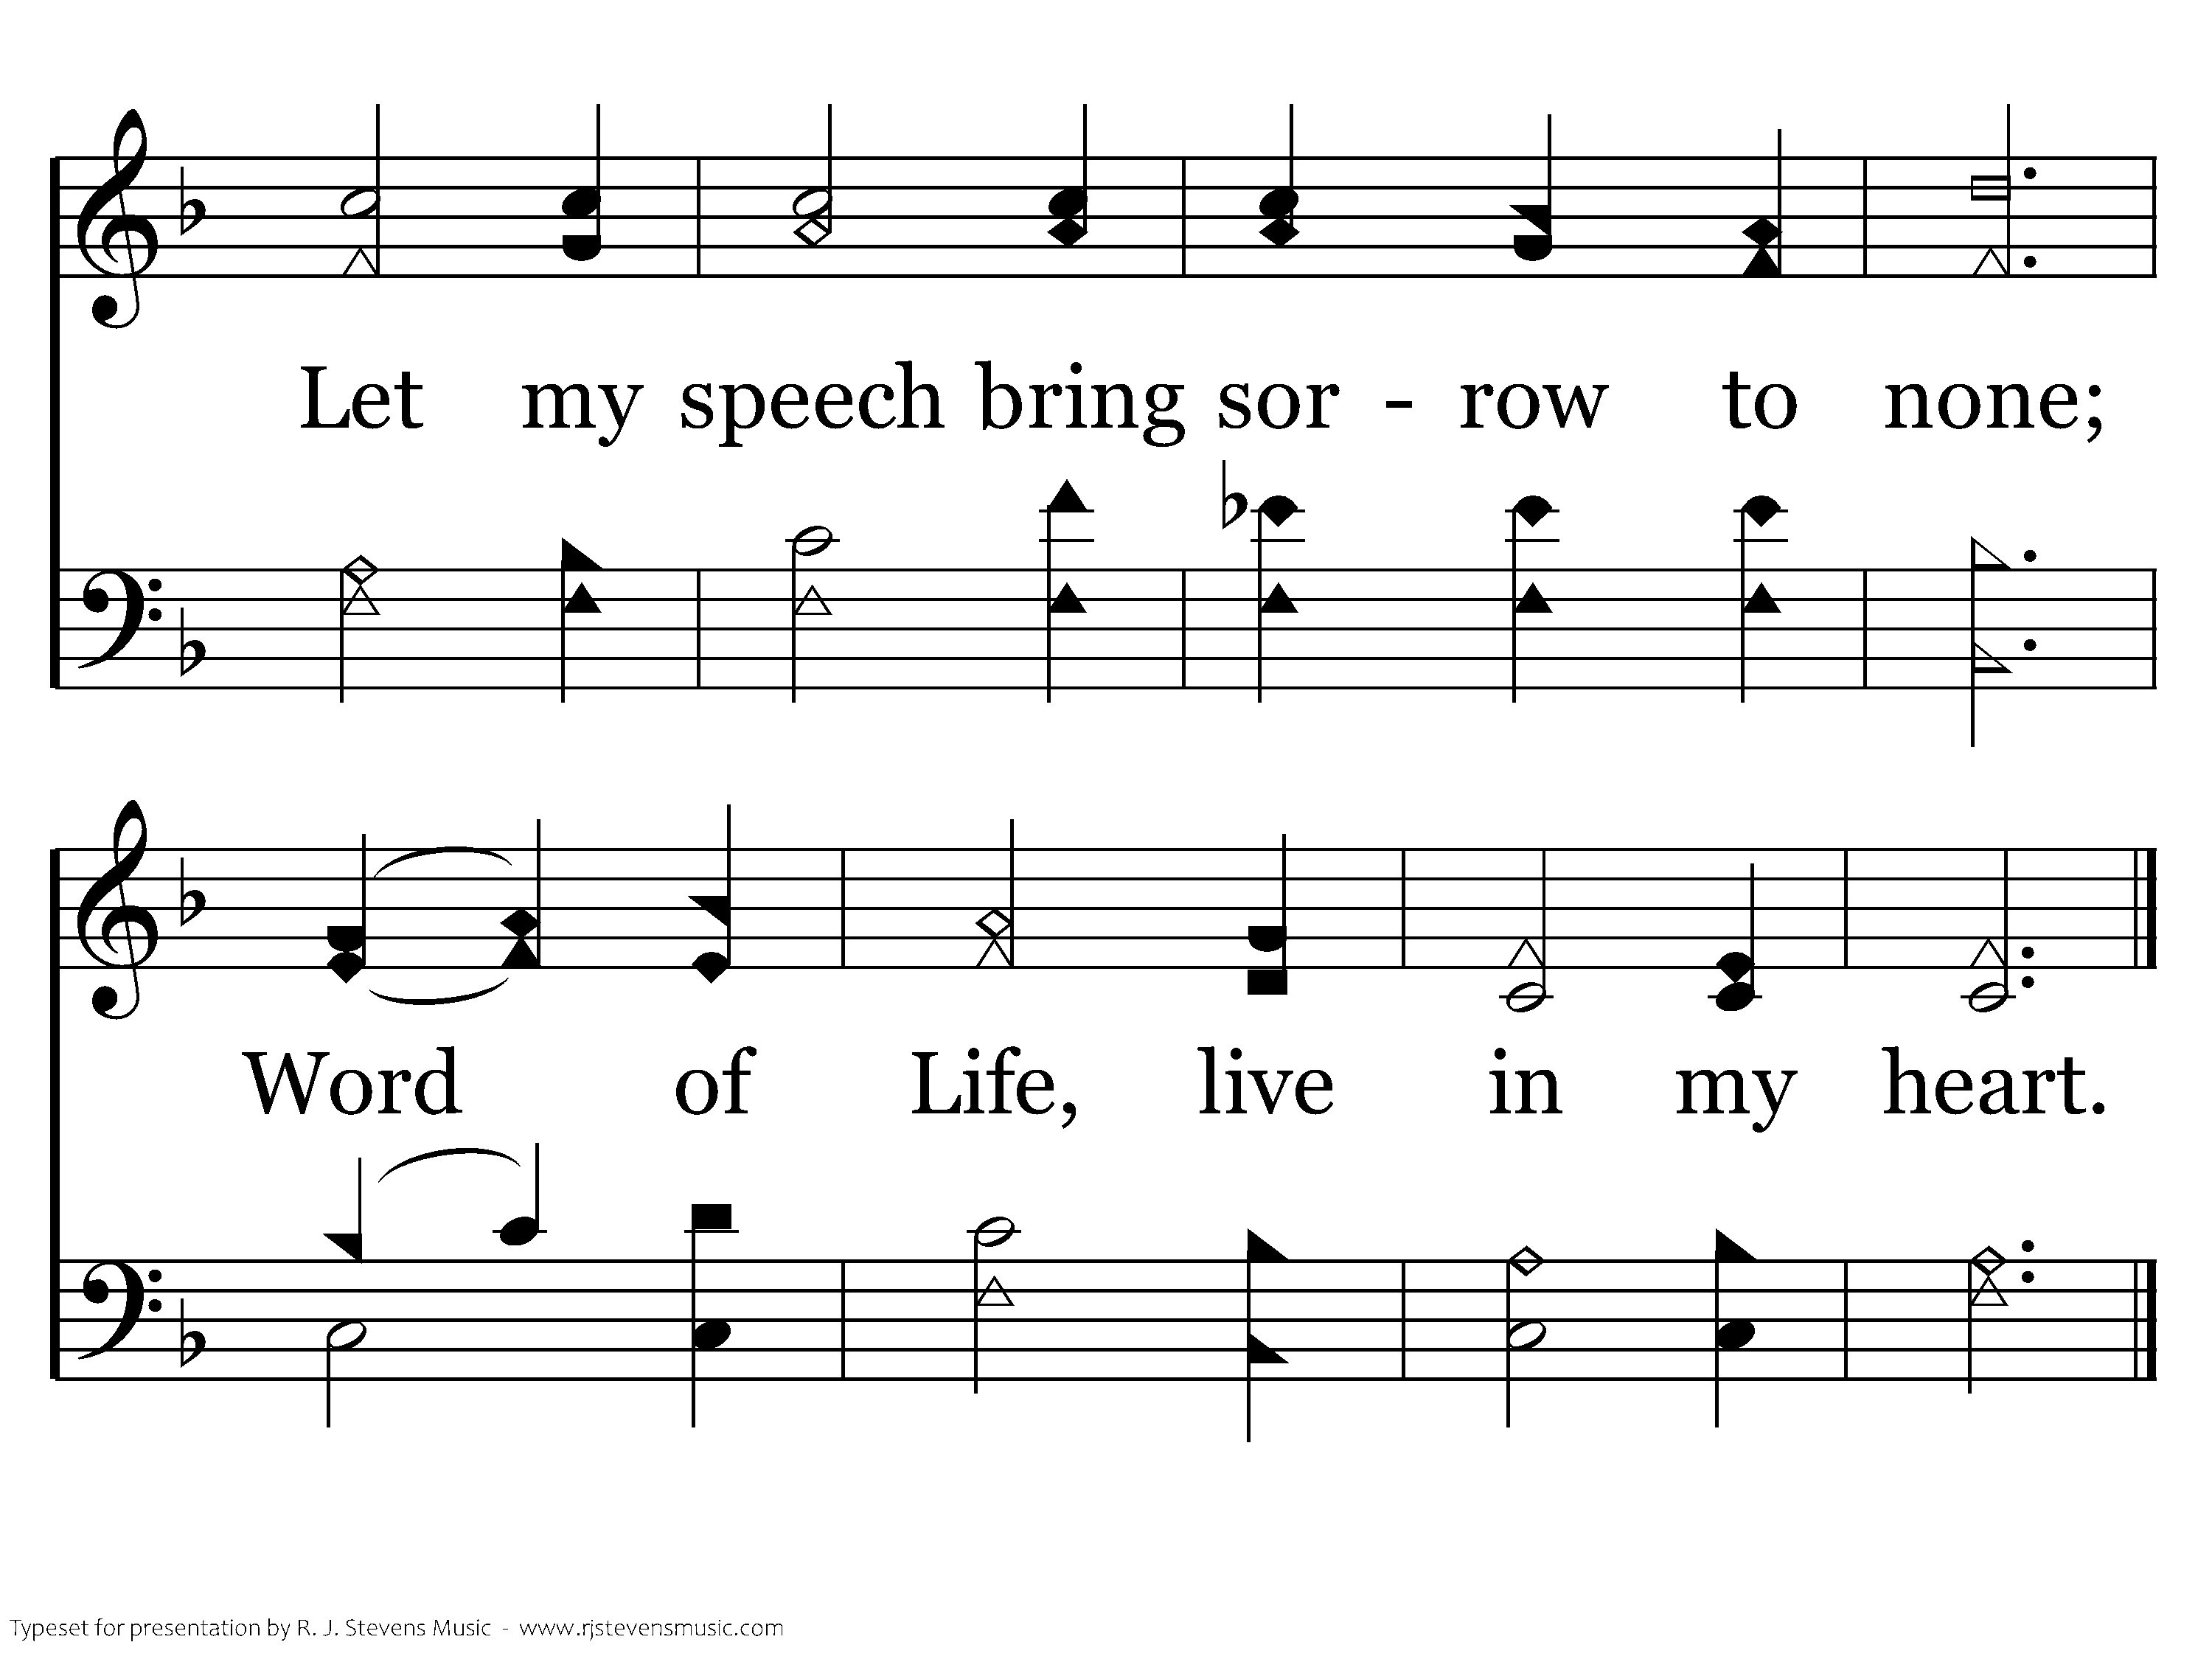 Let my speech bring sor - row to none;
Word of Life, live in my heart.
Typeset for presentation by R. J. Stevens Music - www.rjstevensmusic.com